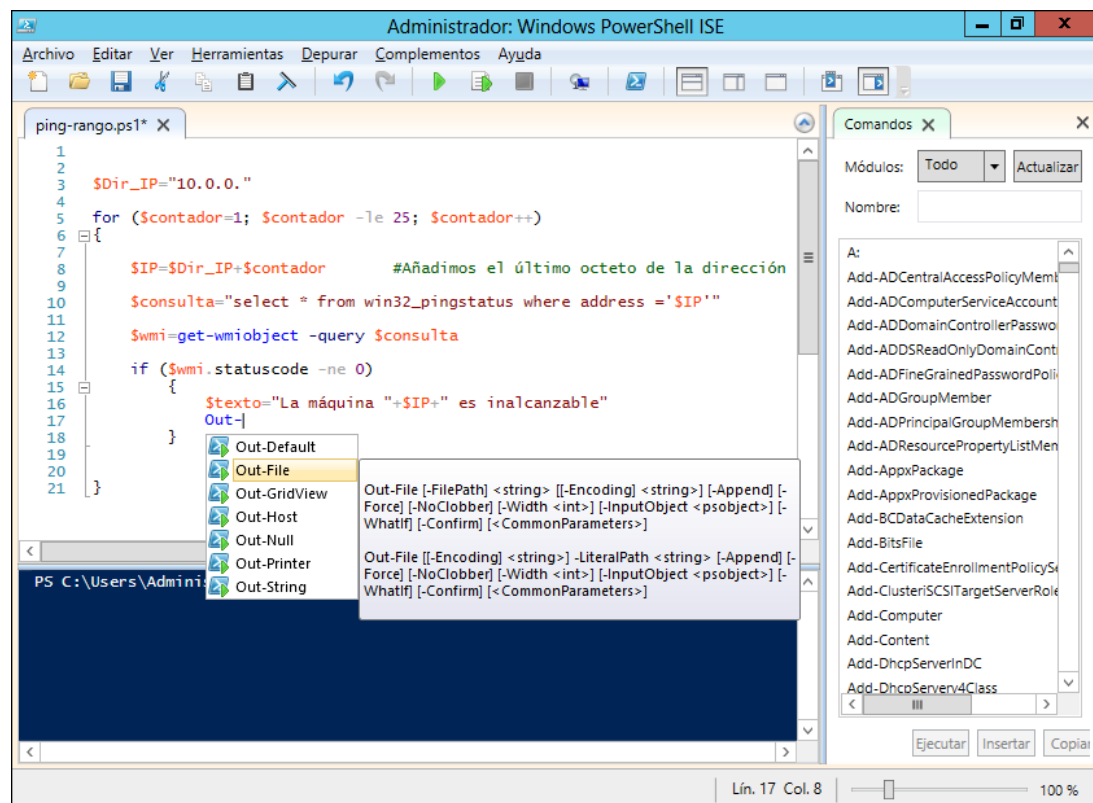 Administrador: Windows PowerShell ISE
Archivo Editar Ver Herramientas Depurar Complementos Ayuda
ping-rango.ps1*
1
2
3 $Dir_IP="10.0.0."
4
5 for ($contador=1; $contador -le 25; $contador++)
6 {
7
8 $IP=$Dir_IP+$contador #Añadimos el último octeto de la dirección
9
10 $consulta="select * from win32_pingstatus where address ='$IP'"
11
12 $wmi=get-wmiobject -query $consulta
13
14 if ($wmi.statuscode -ne 0)
15 {
16 $texto="La máquina "+$IP+" es inalcanzable"
17 Out-
18 }
19
20
21 }
Out-Default
Out-File
Out-GridView
Out-Host
Out-Null
Out-Printer
Out-String
Out-File [-FilePath] <string> [[-Encoding] <string>] [-Append] [-
Force] [-NoClobber] [-Width <int>] [-InputObject <psobject>] [-
WhatIf] [-Confirm] [<CommonParameters>]
Out-File [[-Encoding] <string>] -LiteralPath <string> [-Append] [-
Force] [-NoClobber] [-Width <int>] [-InputObject <psobject>] [-
WhatIf] [-Confirm] [<CommonParameters>]
PS C:\Users\Adminis
Comandos
Módulos: Todo Actualizar
Nombre:
A:
Add-ADCentralAccessPolicyMemb
Add-ADComputerServiceAccount
Add-ADDomainControllerPasswo
Add-ADDSReadOnlyDomainCont
Add-ADFineGrainedPasswordPoli
Add-ADGroupMember
Add-ADPrincipalGroupMembersh
Add-ADResourcePropertyListMen
Add-AppxPackage
Add-AppxProvisionedPackage
Add-BCDataCacheExtension
Add-BitsFile
Add-CertificateEnrollmentPolicySe
Add-ClusteriSCSITargetServerRole
Add-Computer
Add-Content
Add-DhcpServerInDC
Add-DhcpServerv4Class
Ejecutar Insertar Copiar
Lín. 17 Col. 8 100 %